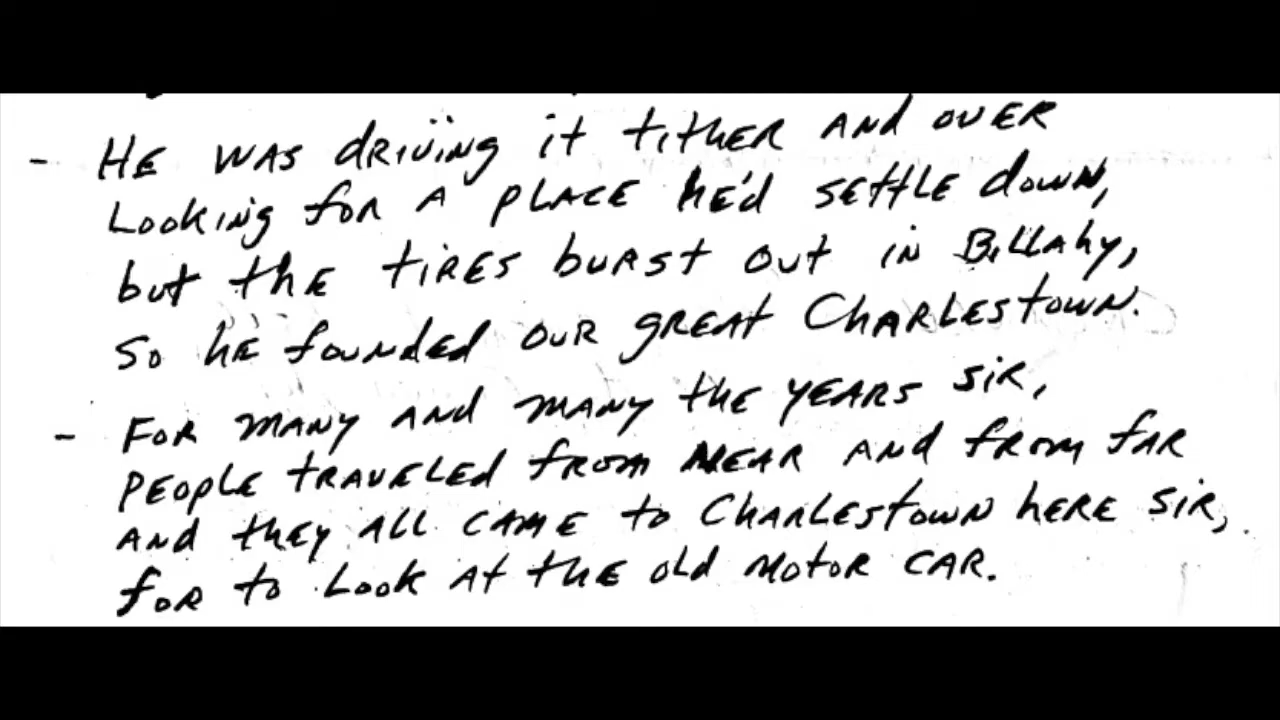 - He was driving it tither and over
Looking for a place he'd settle down,
but the tires burst out in Billahy,
So he founded our great Charlestown.
- For many and many the years sir,
People traveled from near and from far
and they all came to Charlestown here sir,
for to look at the old motor car.